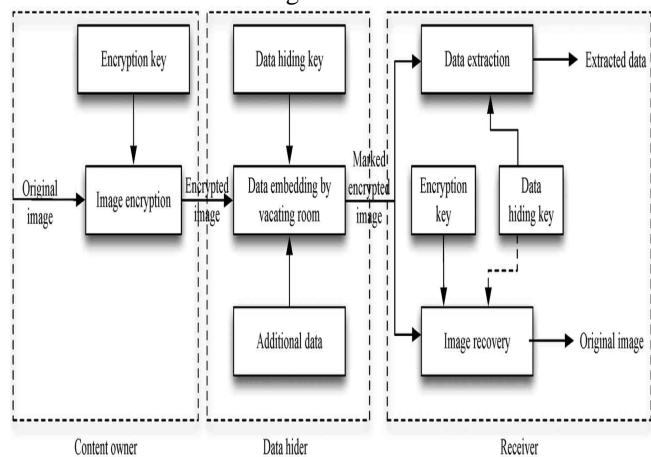 Encryption key
Original
image
Image encryption
Encrypted
image
Data hiding key
Data embedding by
vacating room
Additional data
Marked
encrypted
image
Data extraction
Extracted data
Encryption
key
Data
hiding key
Image recovery
Original image
Content owner
Data hider
Receiver